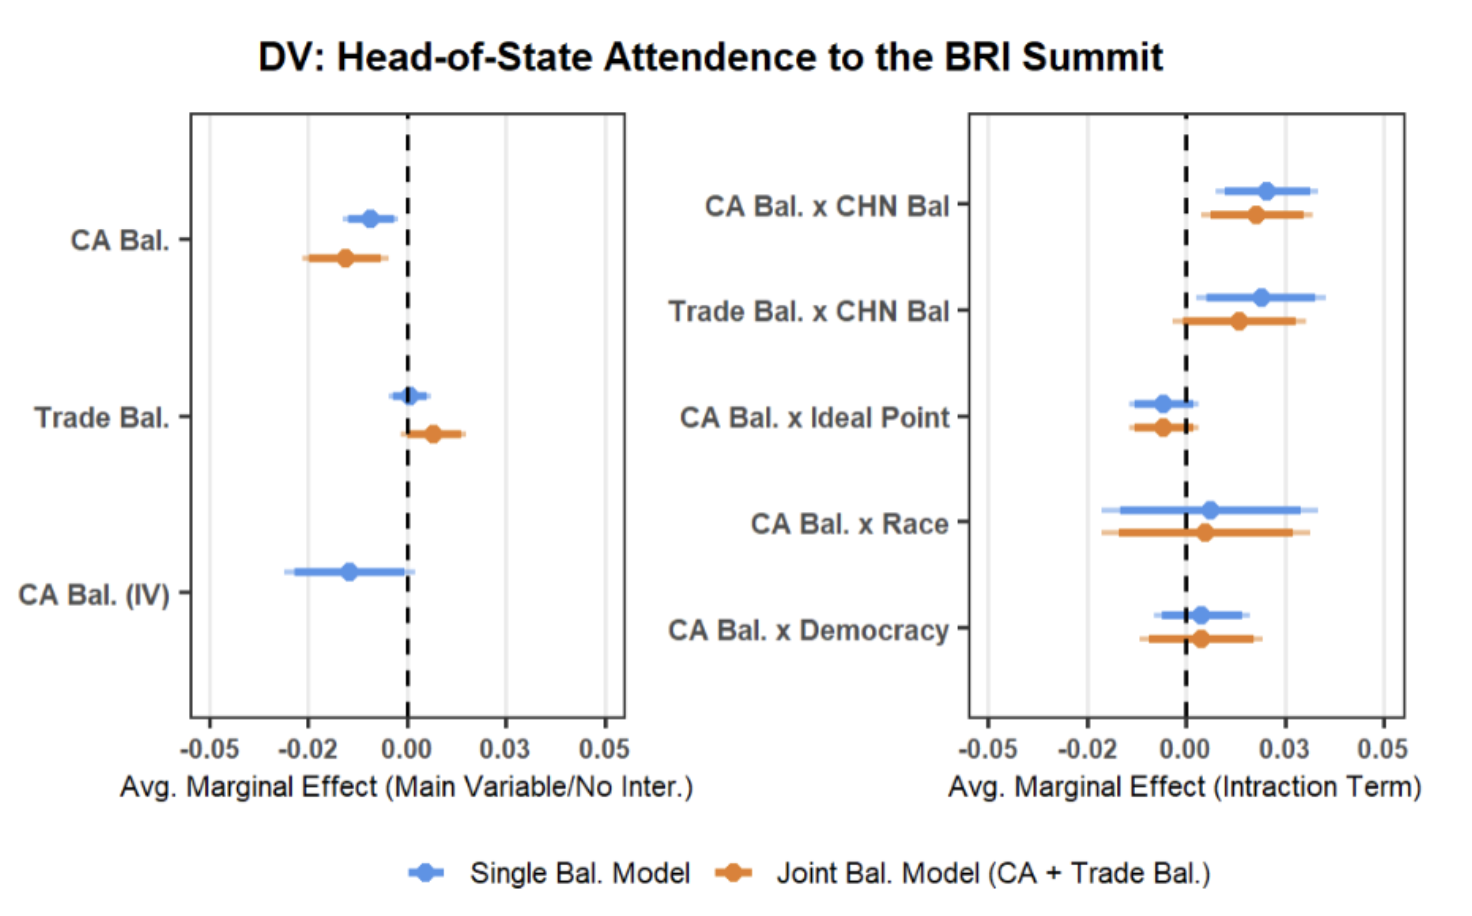 DV: Head-of-State Attendence to the BRI Summit
CA Bal.
Trade Bal.
CA Bal. (IV)
-0.05 -0.02 0.00 0.03 0.05
Avg. Marginal Effect (Main Variable/No Inter.)
CA Bal. x CHN Bal
Trade Bal. x CHN Bal
CA Bal. x Ideal Point
CA Bal. x Race
CA Bal. x Democracy
-0.05 -0.02 0.00 0.03 0.05
Avg. Marginal Effect (Intraction Term)
Single Bal. Model Joint Bal. Model (CA + Trade Bal.)